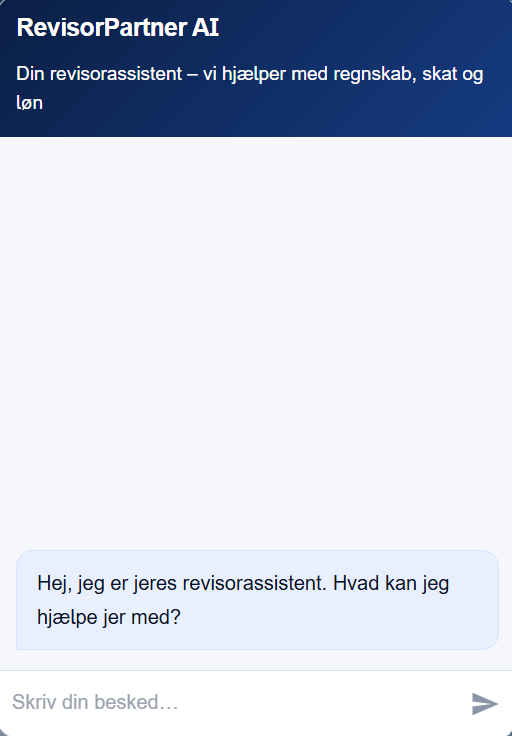 RevisorPartner AI
Din revisorassistent – vi hjælper med regnskab, skat og
løn
Hej, jeg er jeres revisorassistent. Hvad kan jeg
hjælpe jer med?
Skriv din besked…